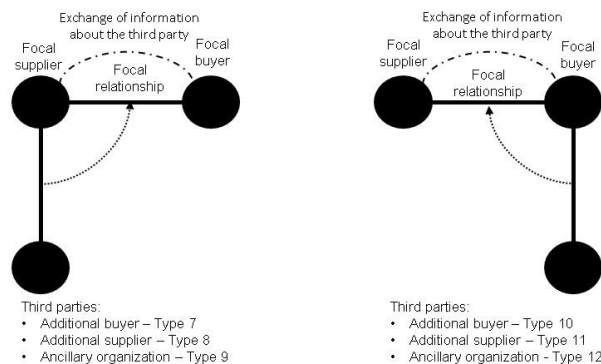 Exchange of information
about the third party
Focal
supplier
Focal
buyer
Focal
relationship
Third parties:
• Additional buyer – Type 7
• Additional supplier – Type 8
• Ancillary organization – Type 9
Exchange of information
about the third party
Focal
supplier
Focal
buyer
Focal
relationship
Third parties:
• Additional buyer – Type 10
• Additional supplier – Type 11
• Ancillary organization - Type 12